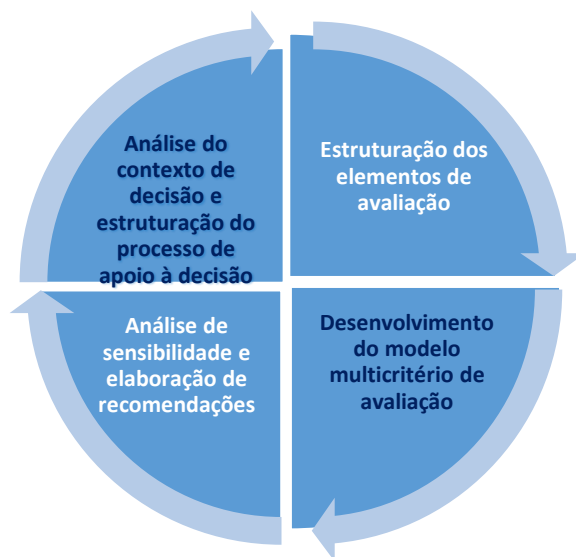 Análise do
contexto de
decisão e
estruturação do
processo de
apoio à decisão
Estruturação dos
elementos de
avaliação
Desenvolvimento
do modelo
multicritério de
avaliação
Análise de
sensibilidade e
elaboração de
recomendações